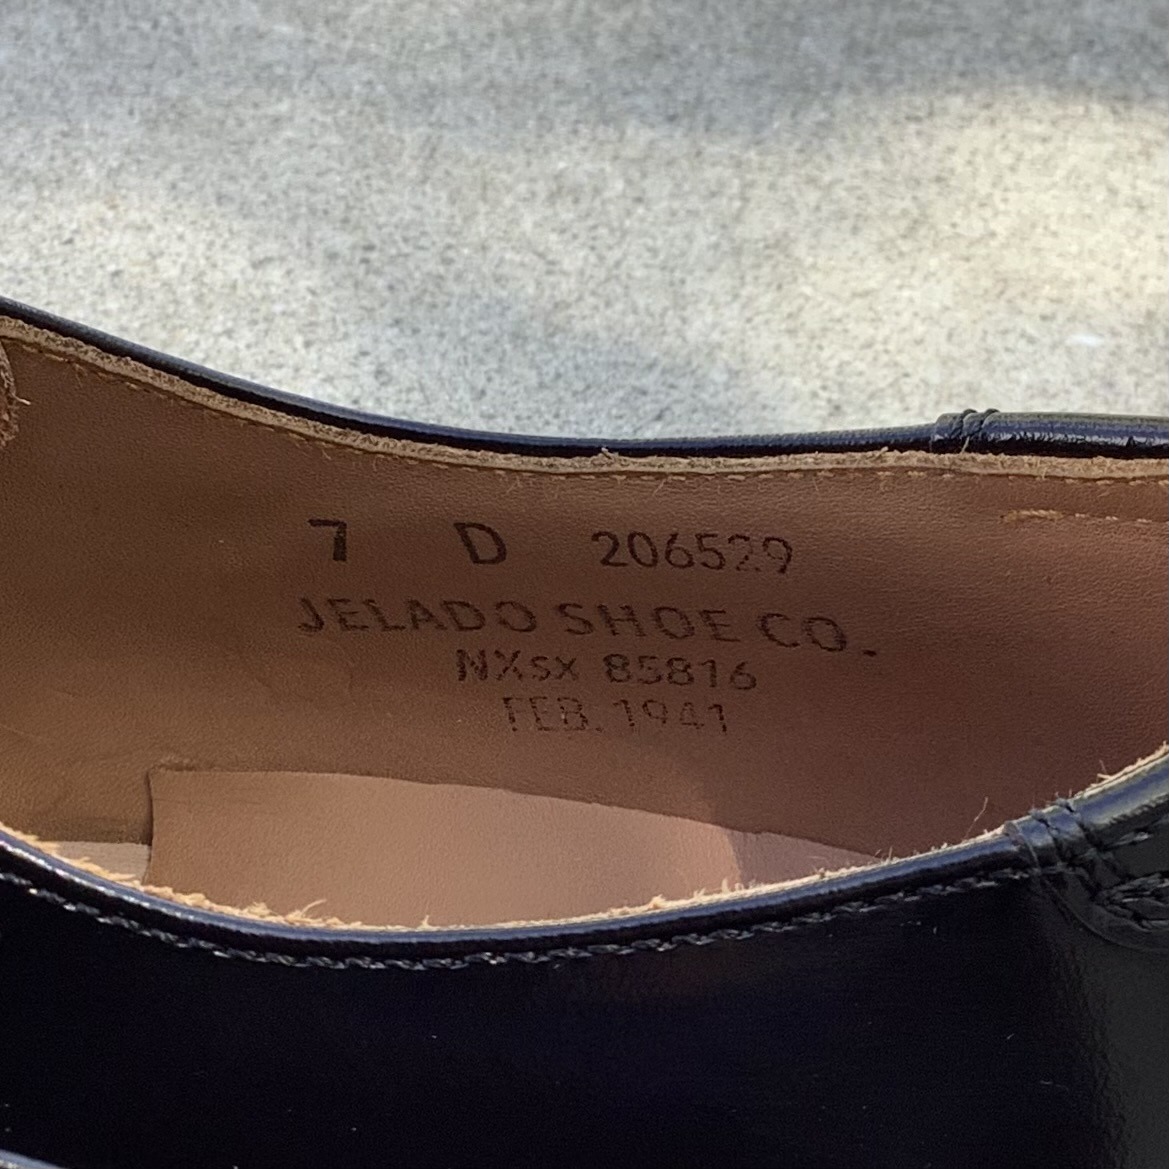 7 D 206529
JELADO SHOE CO.
NXsx 85816
FEB. 1941